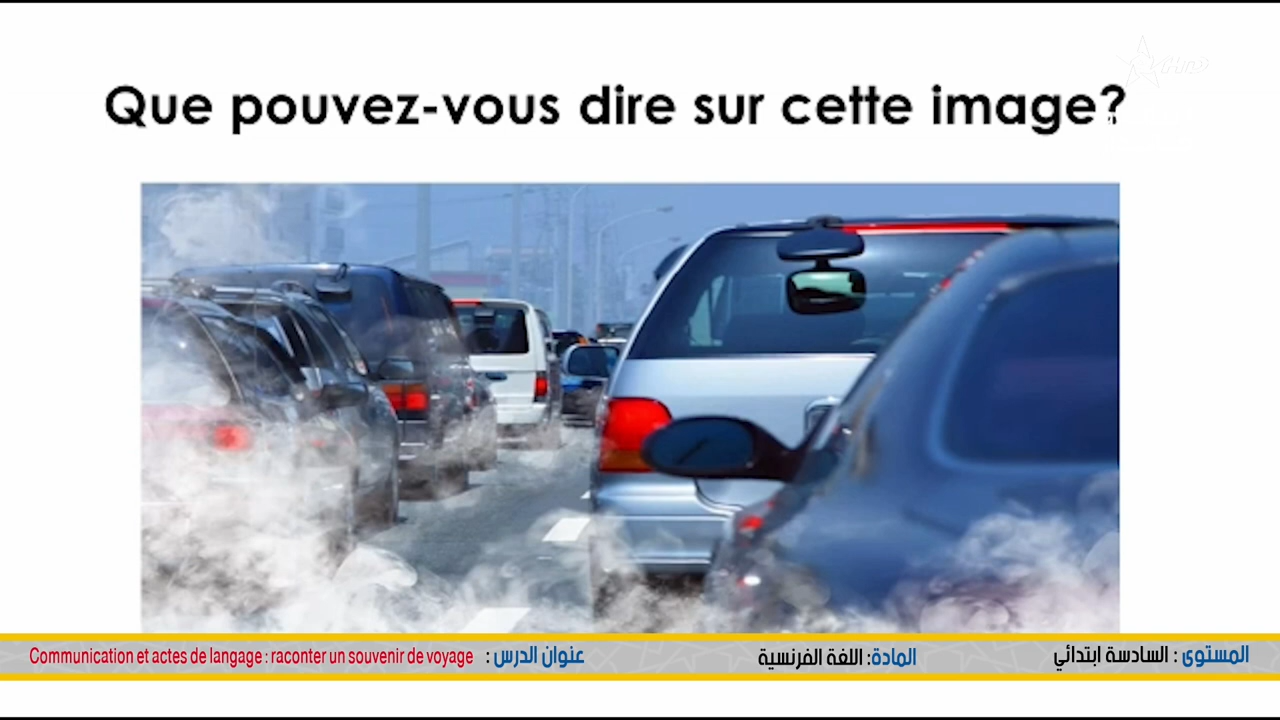 Que pouvez-vous dire sur cette image?
المستوى : السادسة ابتدائي
المادة: اللغة الفرنسية
عنوان الدرس : Communication et actes de langage : raconter un souvenir de voyage